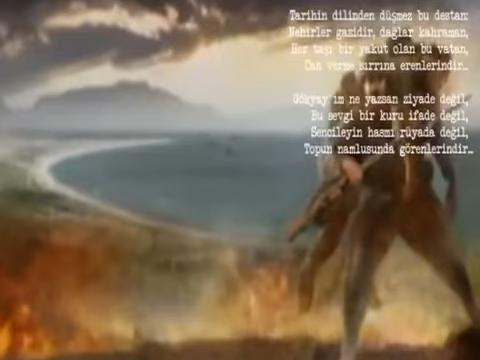 Tarihin dilinden düşmez bu destan:
Nehirler gazidir, dağlar kahraman,
Her taşı bir yakut olan bu vatan,
Can verme sırrına erenlerindir...
Gökyay'ım ne yazsan ziyade değil,
Bu sevgi bir kuru ifade değil,
Sencileyin hasmı rüyada değil,
Topun namlusunda görenlerindir...